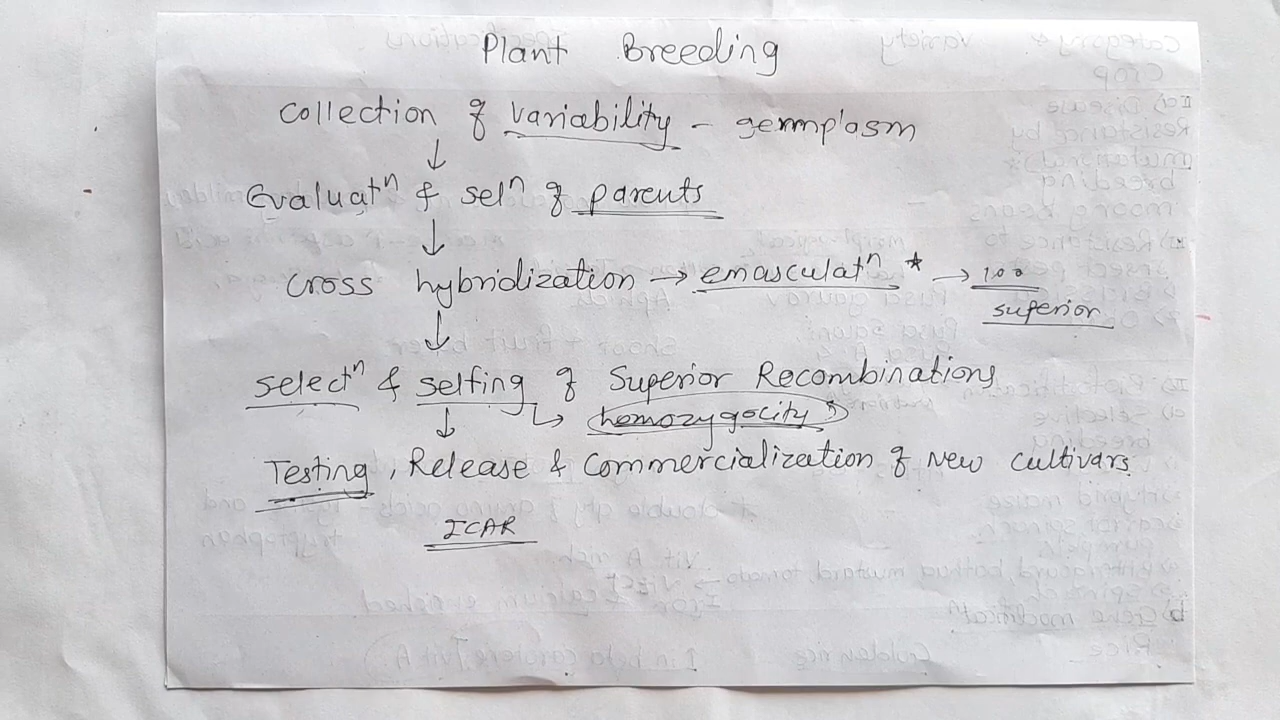 Plant Breeding
Collection of variability - germplasm
↓
Evaluatⁿ & selⁿ of parents
↓
Cross hybridization → emasculatⁿ * → 100
superior
↓
selectⁿ & selfing of Superior Recombinations
↓ ↳ homozygocity
Testing, Release & Commercialization of New cultivars
ICAR